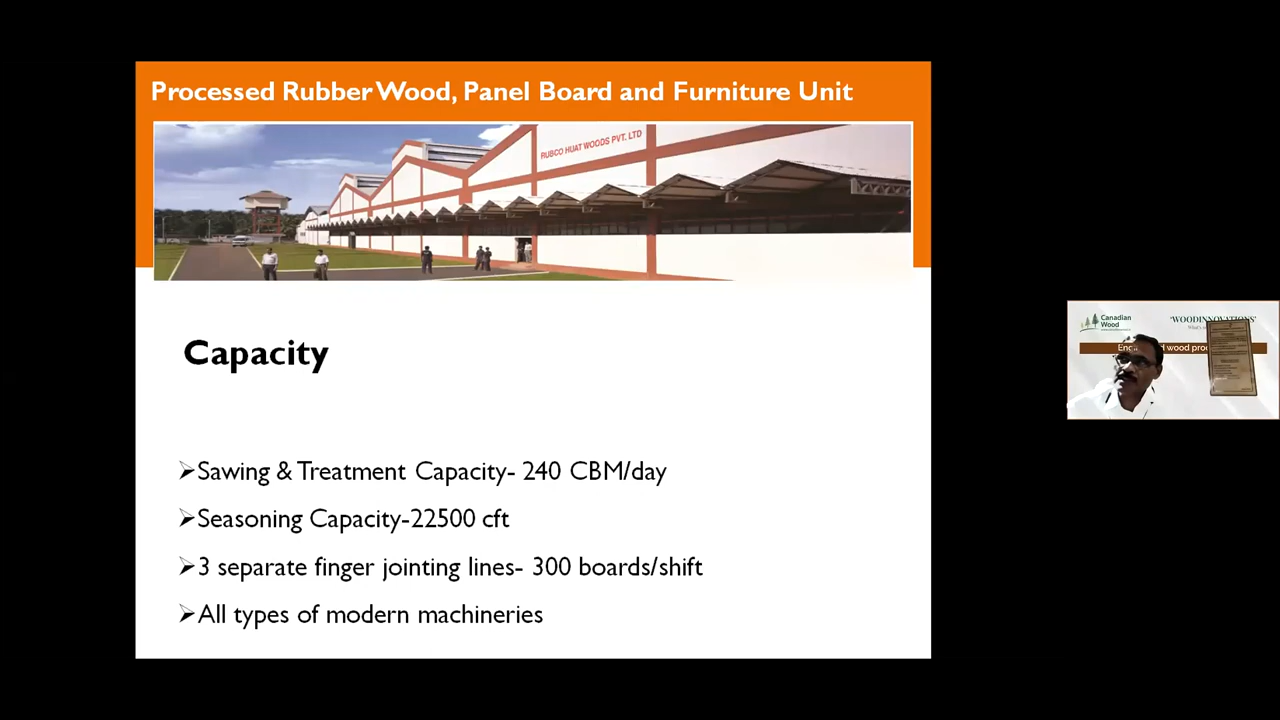 Processed Rubber Wood, Panel Board and Furniture Unit
RUBCO HUAT WOODS PVT. LTD
Capacity
➢Sawing & Treatment Capacity- 240 CBM/day
➢Seasoning Capacity-22500 cft
➢3 separate finger jointing lines- 300 boards/shift
➢All types of modern machineries
Canadian
Wood
'WOODINNOVATIONS'
What's
wood